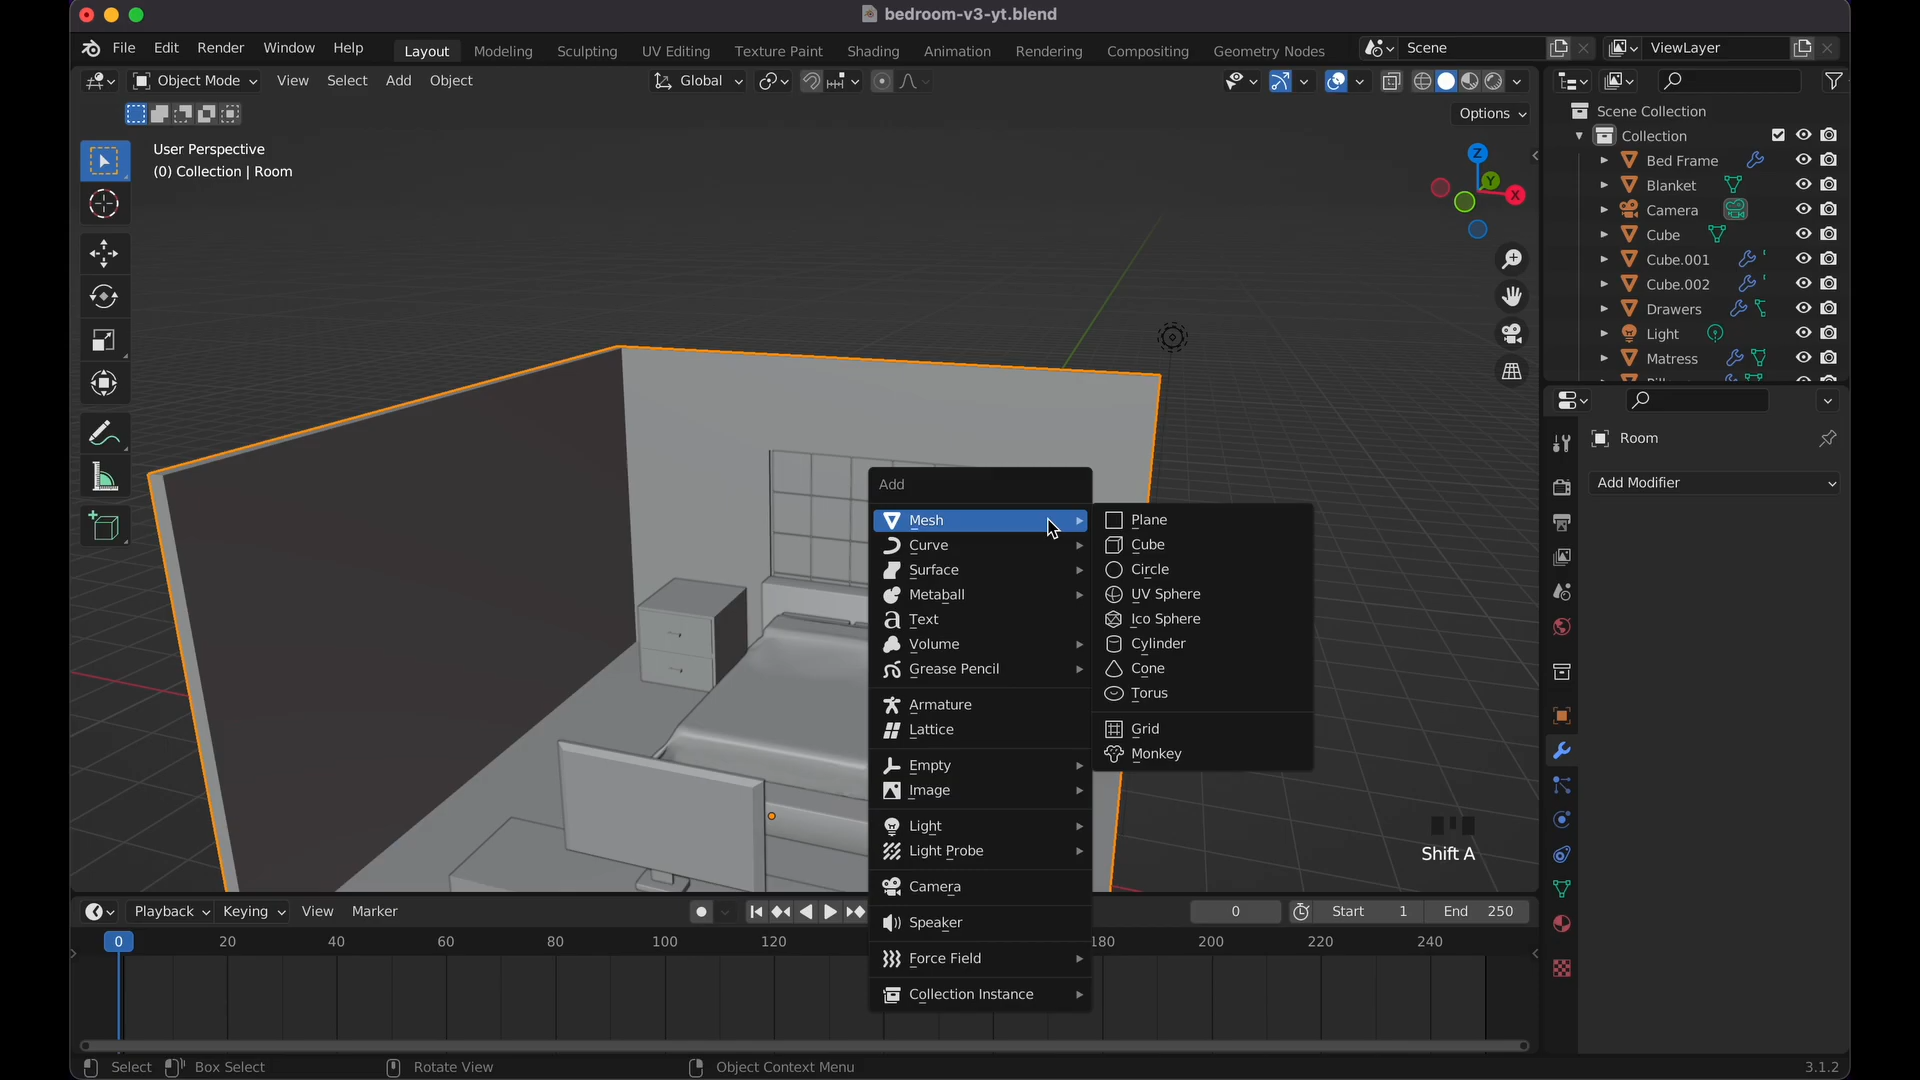 bedroom-v3-yt.blend
File Edit Render Window Help
Layout Modeling Sculpting UV Editing Texture Paint Shading Animation Rendering Compositing Geometry Nodes
Scene
ViewLayer
Object Mode View Select Add Object
Global
Options
User Perspective
(0) Collection | Room
Z
Y
X
Scene Collection
Collection
Bed Frame
Blanket
Camera
Cube
Cube.001
Cube.002
Drawers
Light
Matress
Room
Add Modifier
Add
Mesh
Curve
Surface
Metaball
Text
Volume
Grease Pencil
Armature
Lattice
Empty
Image
Light
Light Probe
Camera
Speaker
Force Field
Collection Instance
Plane
Cube
Circle
UV Sphere
Ico Sphere
Cylinder
Cone
Torus
Grid
Monkey
Shift A
Playback Keying View Marker
0
Start 1
End 250
0 20 40 60 80 100 120 180 200 220 240
Select Box Select Rotate View Object Context Menu
3.1.2